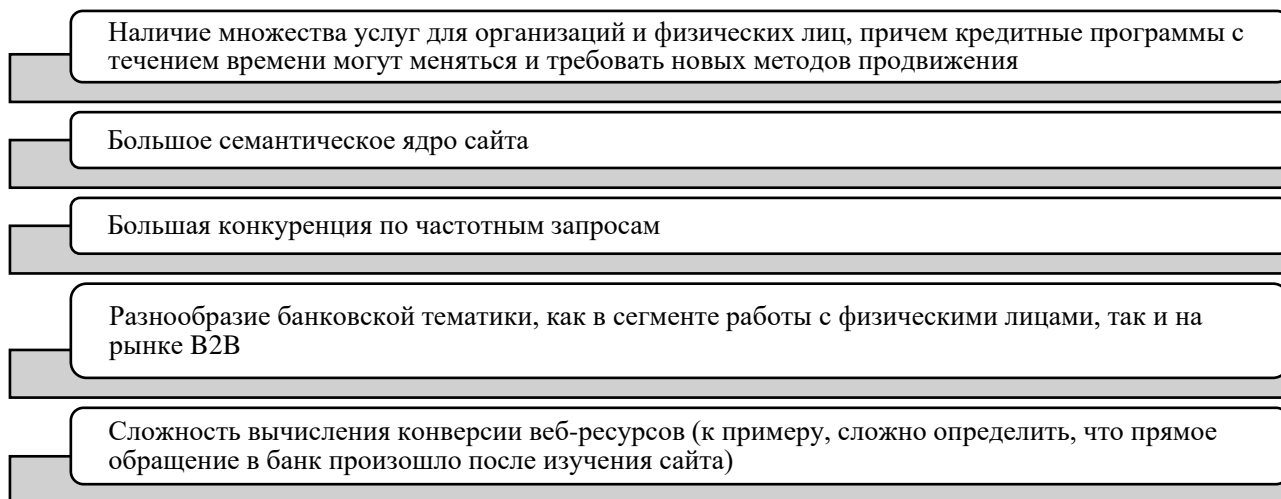 Наличие множества услуг для организаций и физических лиц, причем кредитные программы с
течением времени могут меняться и требовать новых методов продвижения
Большое семантическое ядро сайта
Большая конкуренция по частотным запросам
Разнообразие банковской тематики, как в сегменте работы с физическими лицами, так и на
рынке B2B
Сложность вычисления конверсии веб-ресурсов (к примеру, сложно определить, что прямое
обращение в банк произошло после изучения сайта)